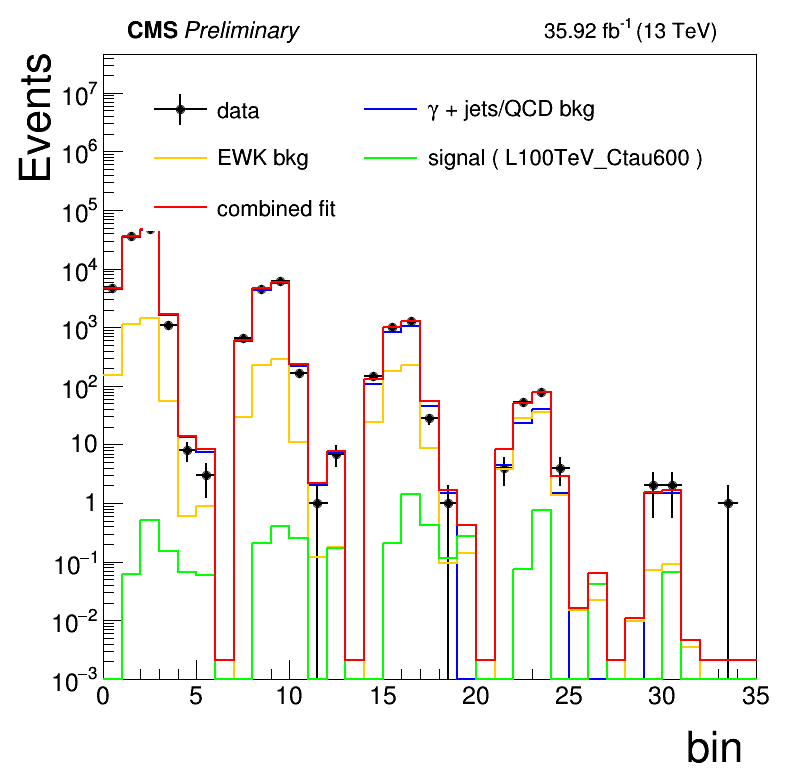 CMS Preliminary 35.92 fb⁻¹ (13 TeV)
Events
10⁷
10⁶
10⁵
10⁴
10³
10²
10
1
10⁻¹
10⁻²
10⁻³
data
γ + jets/QCD bkg
EWK bkg
signal ( L100TeV_Ctau600 )
combined fit
0 5 10 15 20 25 30 35
bin